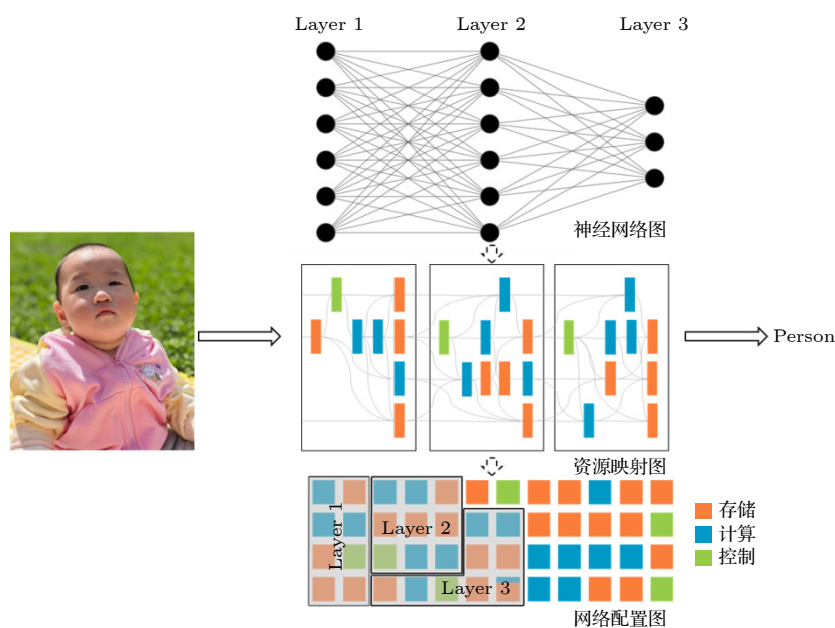 Layer 1
Layer 2
Layer 3
神经网络图
Person
资源映射图
Layer 1
Layer 2
Layer 3
存储
计算
控制
网络配置图